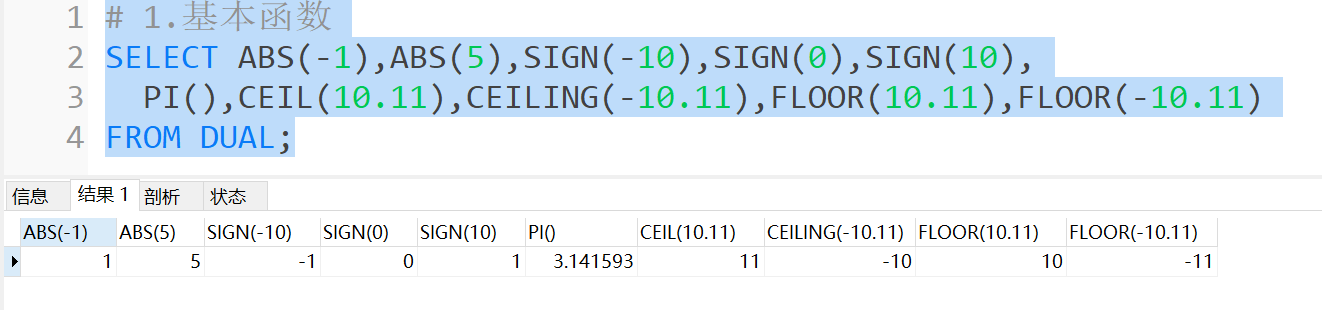 1 # 1.基本函数
2 SELECT ABS(-1),ABS(5),SIGN(-10),SIGN(0),SIGN(10),
3 PI(),CEIL(10.11),CEILING(-10.11),FLOOR(10.11),FLOOR(-10.11)
4 FROM DUAL;
信息 结果 1 剖析 状态
ABS(-1) ABS(5) SIGN(-10) SIGN(0) SIGN(10) PI() CEIL(10.11) CEILING(-10.11) FLOOR(10.11) FLOOR(-10.11)
1 5 -1 0 1 3.141593 11 -10 10 -11